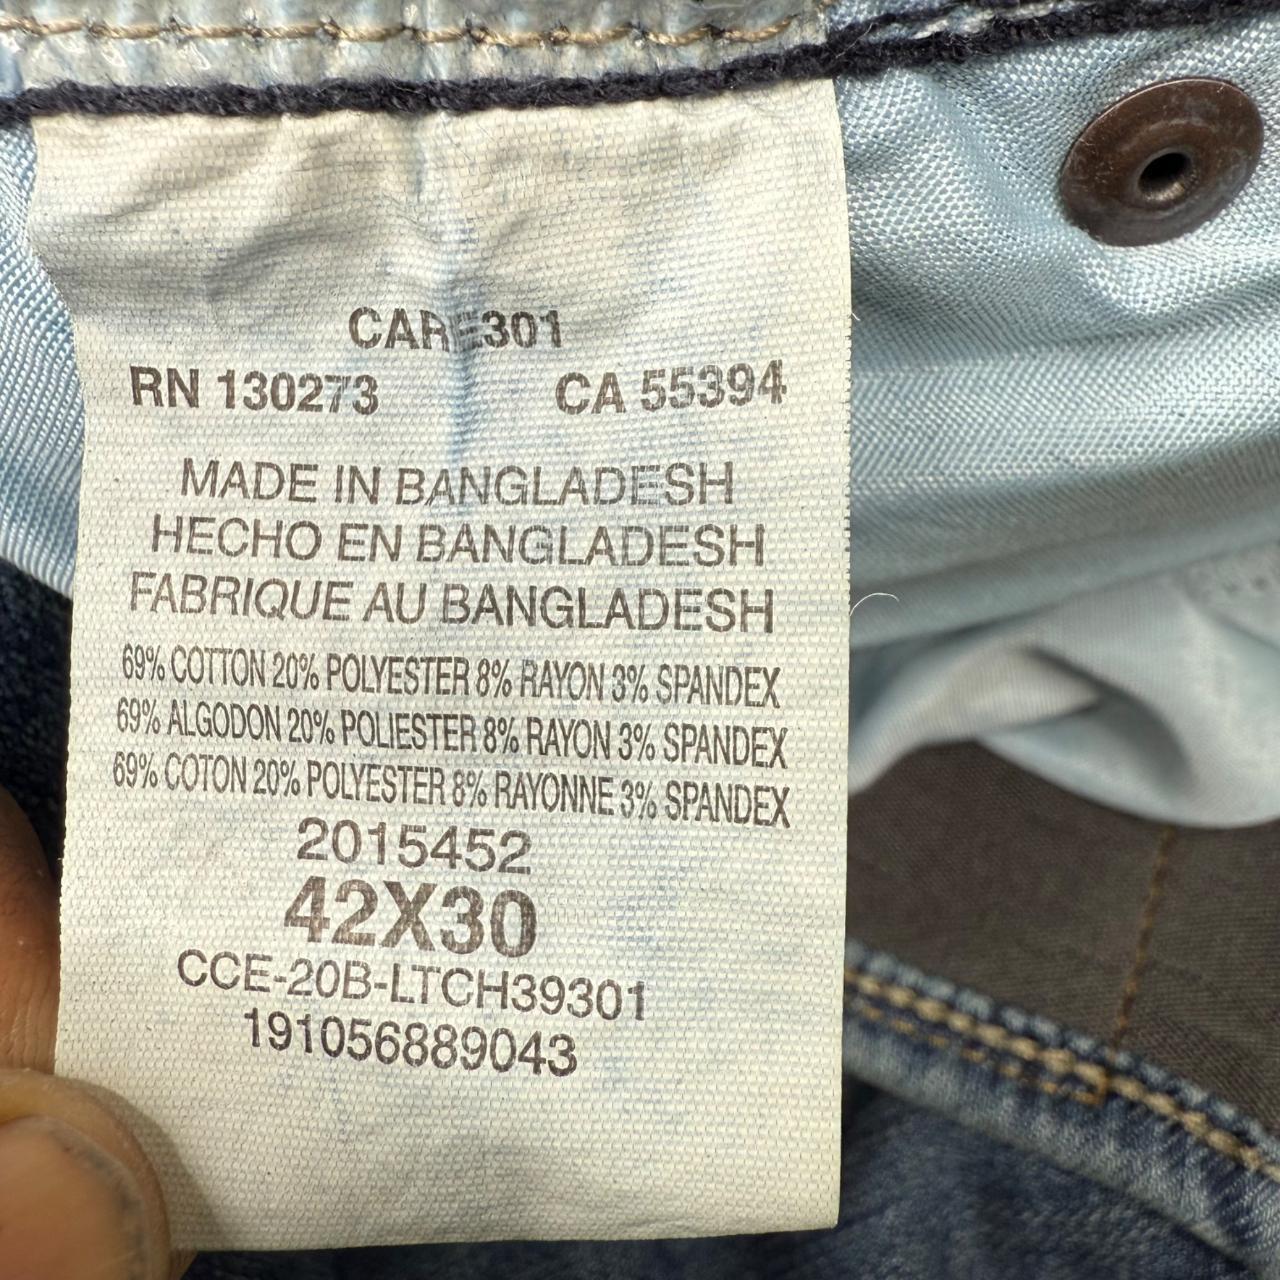 CARE301
RN 130273 CA 55394
MADE IN BANGLADESH
HECHO EN BANGLADESH
FABRIQUE AU BANGLADESH
69% COTTON 20% POLYESTER 8% RAYON 3% SPANDEX
69% ALGODON 20% POLIESTER 8% RAYON 3% SPANDEX
69% COTON 20% POLYESTER 8% RAYONNE 3% SPANDEX
2015452
42X30
CCE-20B-LTCH39301
191056889043